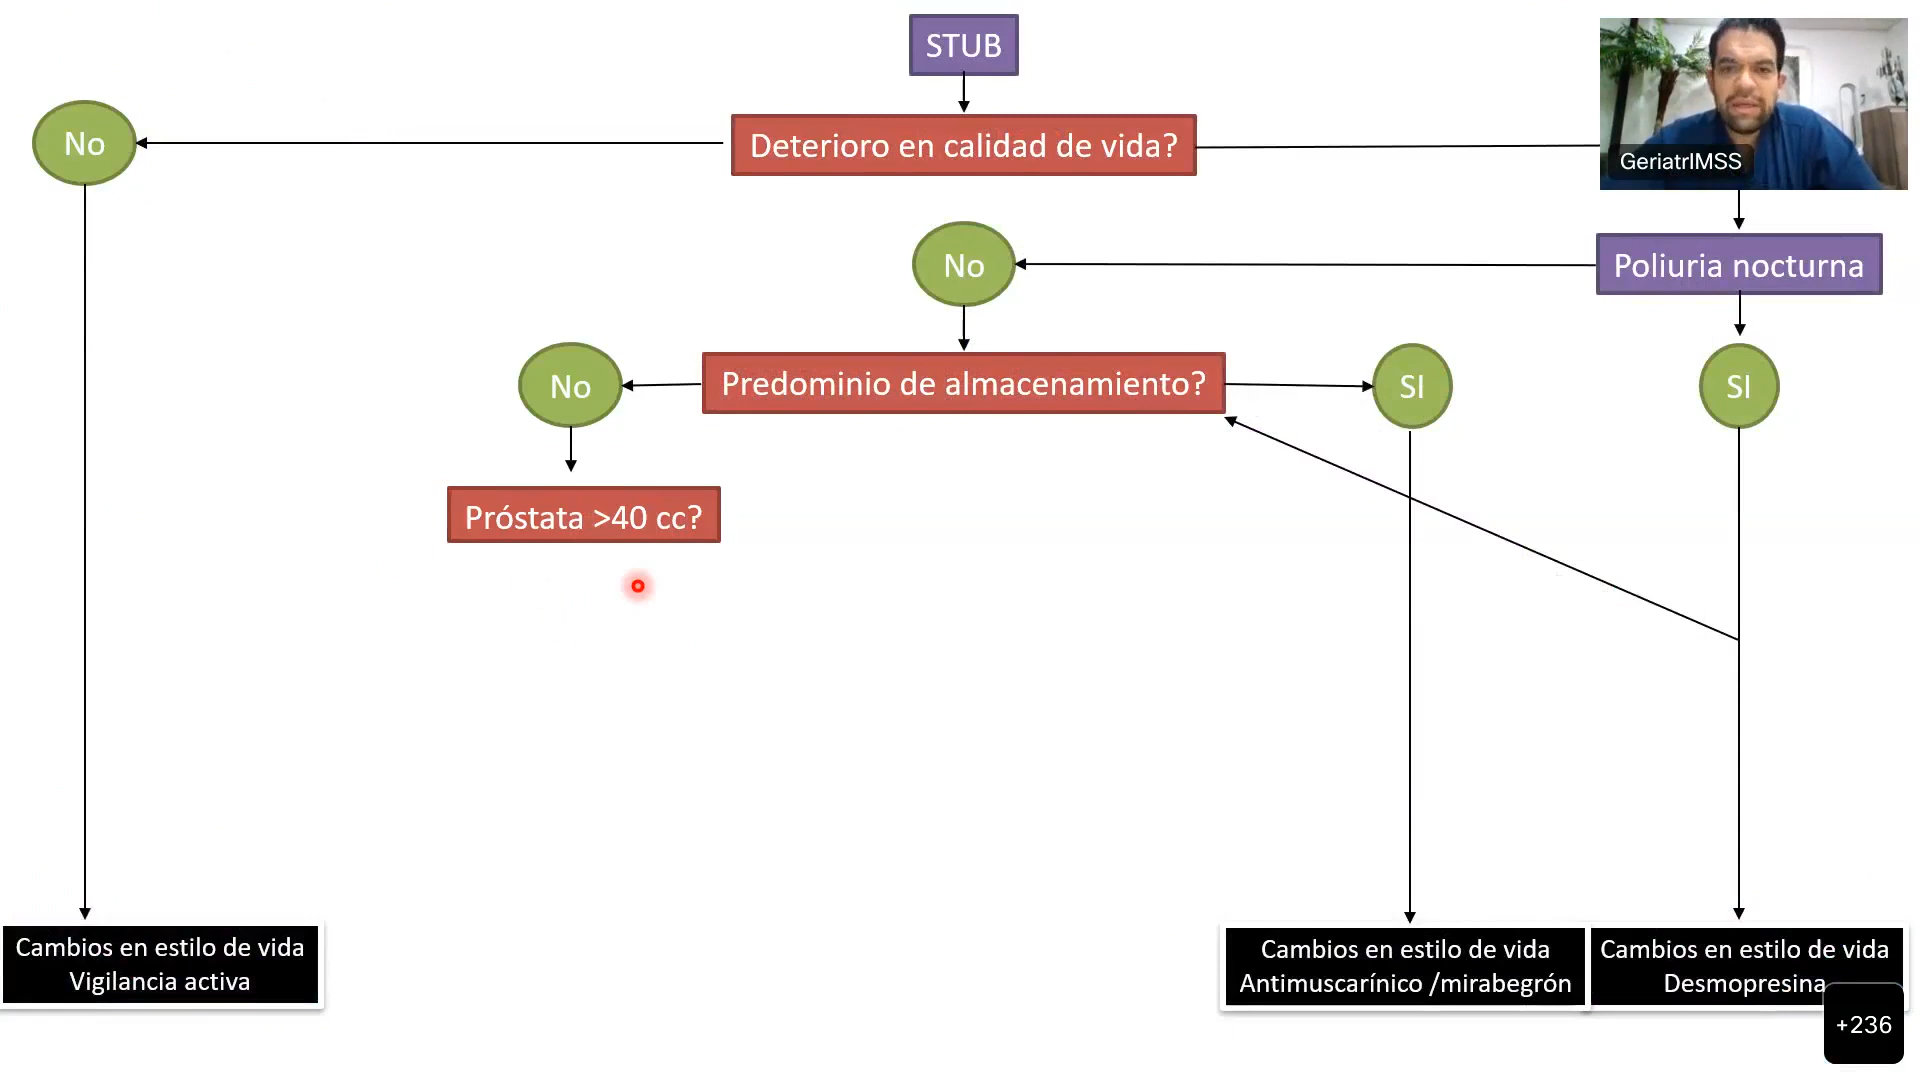 STUB
No
Deterioro en calidad de vida?
GeriatrIMSS
No
Poliuria nocturna
No
Predominio de almacenamiento?
SI
SI
Próstata >40 cc?
Cambios en estilo de vida
Vigilancia activa
Cambios en estilo de vida
Antimuscarínico /mirabegrón
Cambios en estilo de vida
Desmopresina
+236